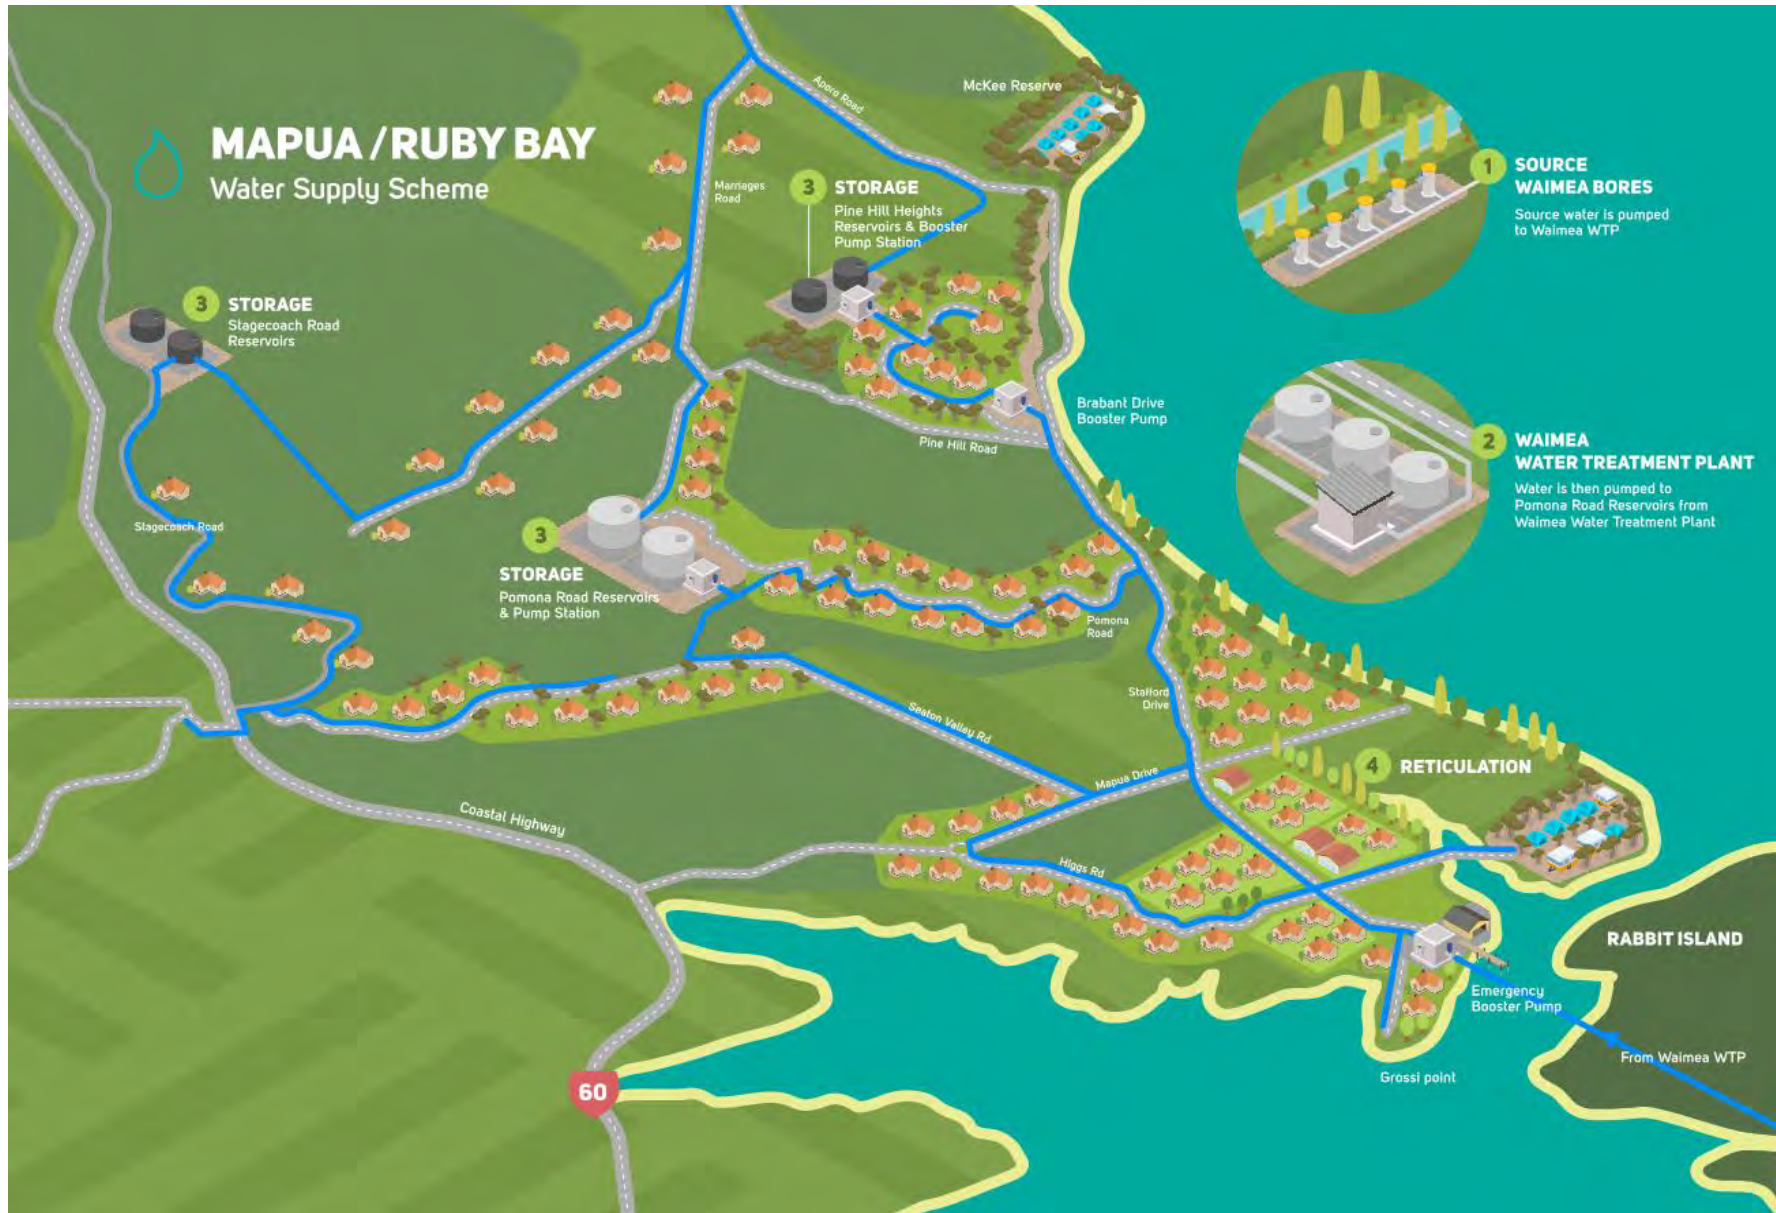 MAPUA / RUBY BAY
Water Supply Scheme
McKee Reserve
Aporo Road
Marriages
Road
3
STORAGE
Pine Hill Heights
Reservoirs & Booster
Pump Station
1
SOURCE
WAIMEA BORES
Source water is pumped
to Waimea WTP
3
STORAGE
Stagecoach Road
Reservoirs
Brabant Drive
Booster Pump
Pine Hill Road
2
WAIMEA
WATER TREATMENT PLANT
Water is then pumped to
Pomona Road Reservoirs from
Waimea Water Treatment Plant
Stagecoach Road
3
STORAGE
Pomona Road Reservoirs
& Pump Station
Pomona
Road
Stafford
Drive
Seaton Valley Rd
Mapua Drive
4
RETICULATION
Coastal Highway
Higgs Rd
RABBIT ISLAND
Emergency
Booster Pump
From Waimea WTP
Grossi point
60